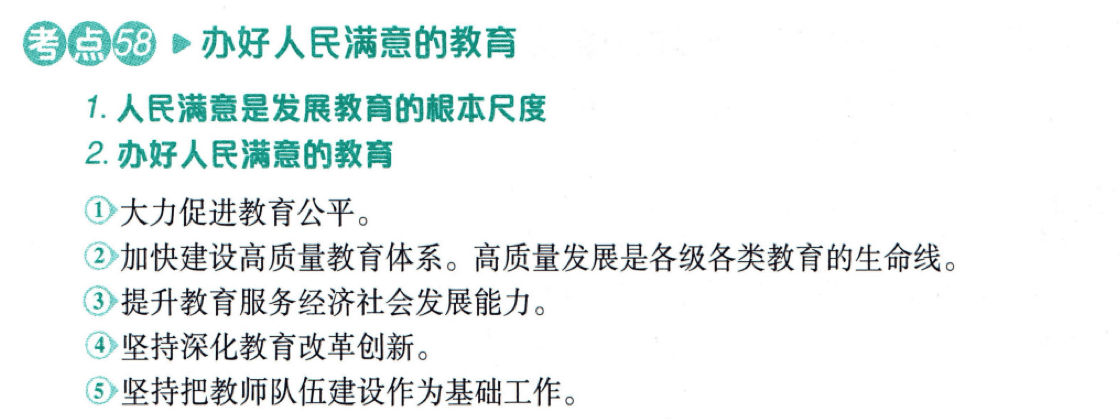 考点58 ▶ 办好人民满意的教育
1. 人民满意是发展教育的根本尺度
2. 办好人民满意的教育
①大力促进教育公平。
②加快建设高质量教育体系。高质量发展是各级各类教育的生命线。
③提升教育服务经济社会发展能力。
④坚持深化教育改革创新。
⑤坚持把教师队伍建设作为基础工作。